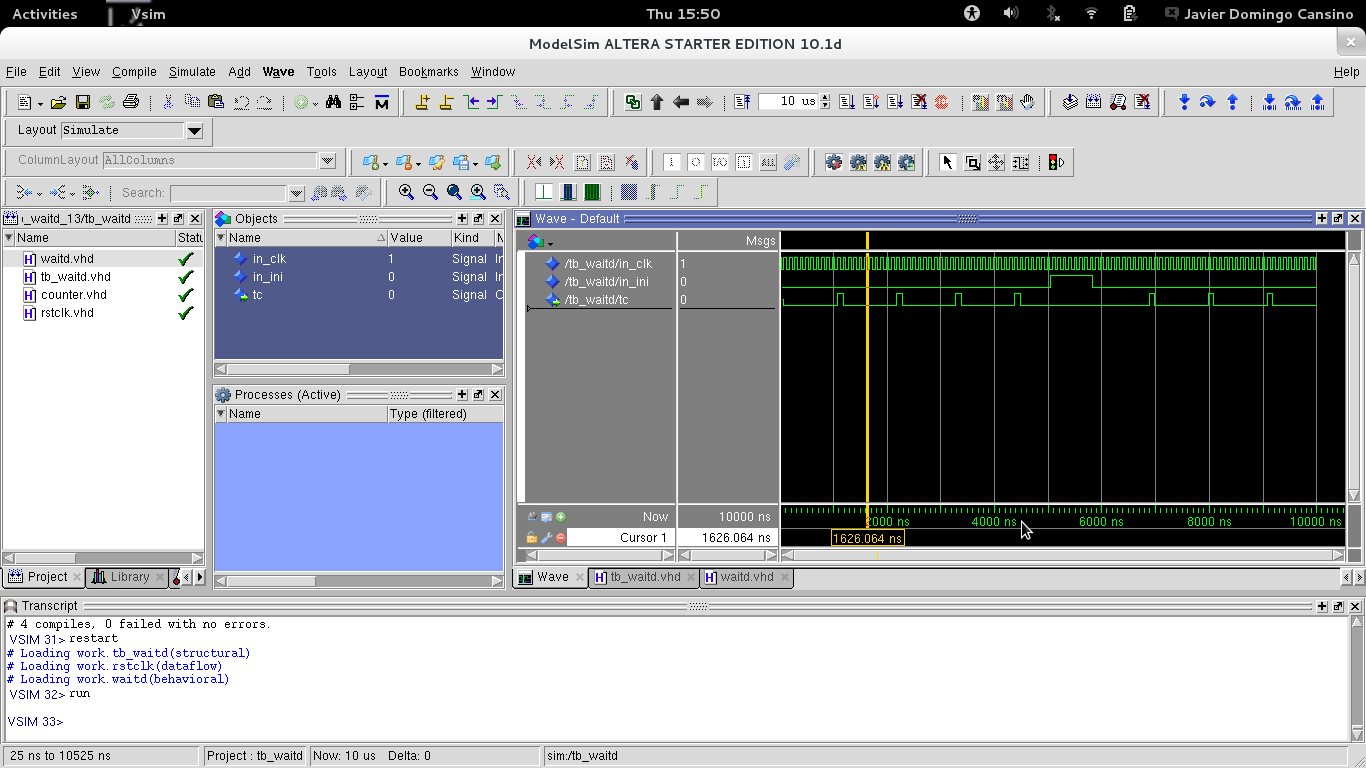 Activities Vsim Thu 15:50 Javier Domingo Cansino
ModelSim ALTERA STARTER EDITION 10.1d
File Edit View Compile Simulate Add Wave Tools Layout Bookmarks Window Help
10 us
Layout Simulate
ColumnLayout AllColumns
Search:
_waitd_13/tb_waitd
Name Statu
waitd.vhd
tb_waitd.vhd
counter.vhd
rstclk.vhd
Project Library
Objects
Name Value Kind M
in_clk 1 Signal In
in_ini 0 Signal In
tc 0 Signal O
Processes (Active)
Name Type (filtered)
Wave - Default
Msgs
/tb_waitd/in_clk 1
/tb_waitd/in_ini 0
/tb_waitd/tc 0
Now 10000 ns 2000 ns 4000 ns 6000 ns 8000 ns 10000 ns
Cursor 1 1626.064 ns 1626.064 ns
Wave tb_waitd.vhd waitd.vhd
Transcript
# 4 compiles, 0 failed with no errors.
VSIM 31> restart
# Loading work.tb_waitd(structural)
# Loading work.rstclk(dataflow)
# Loading work.waitd(behavioral)
VSIM 32> run
VSIM 33>
25 ns to 10525 ns Project : tb_waitd Now: 10 us Delta: 0 sim:/tb_waitd